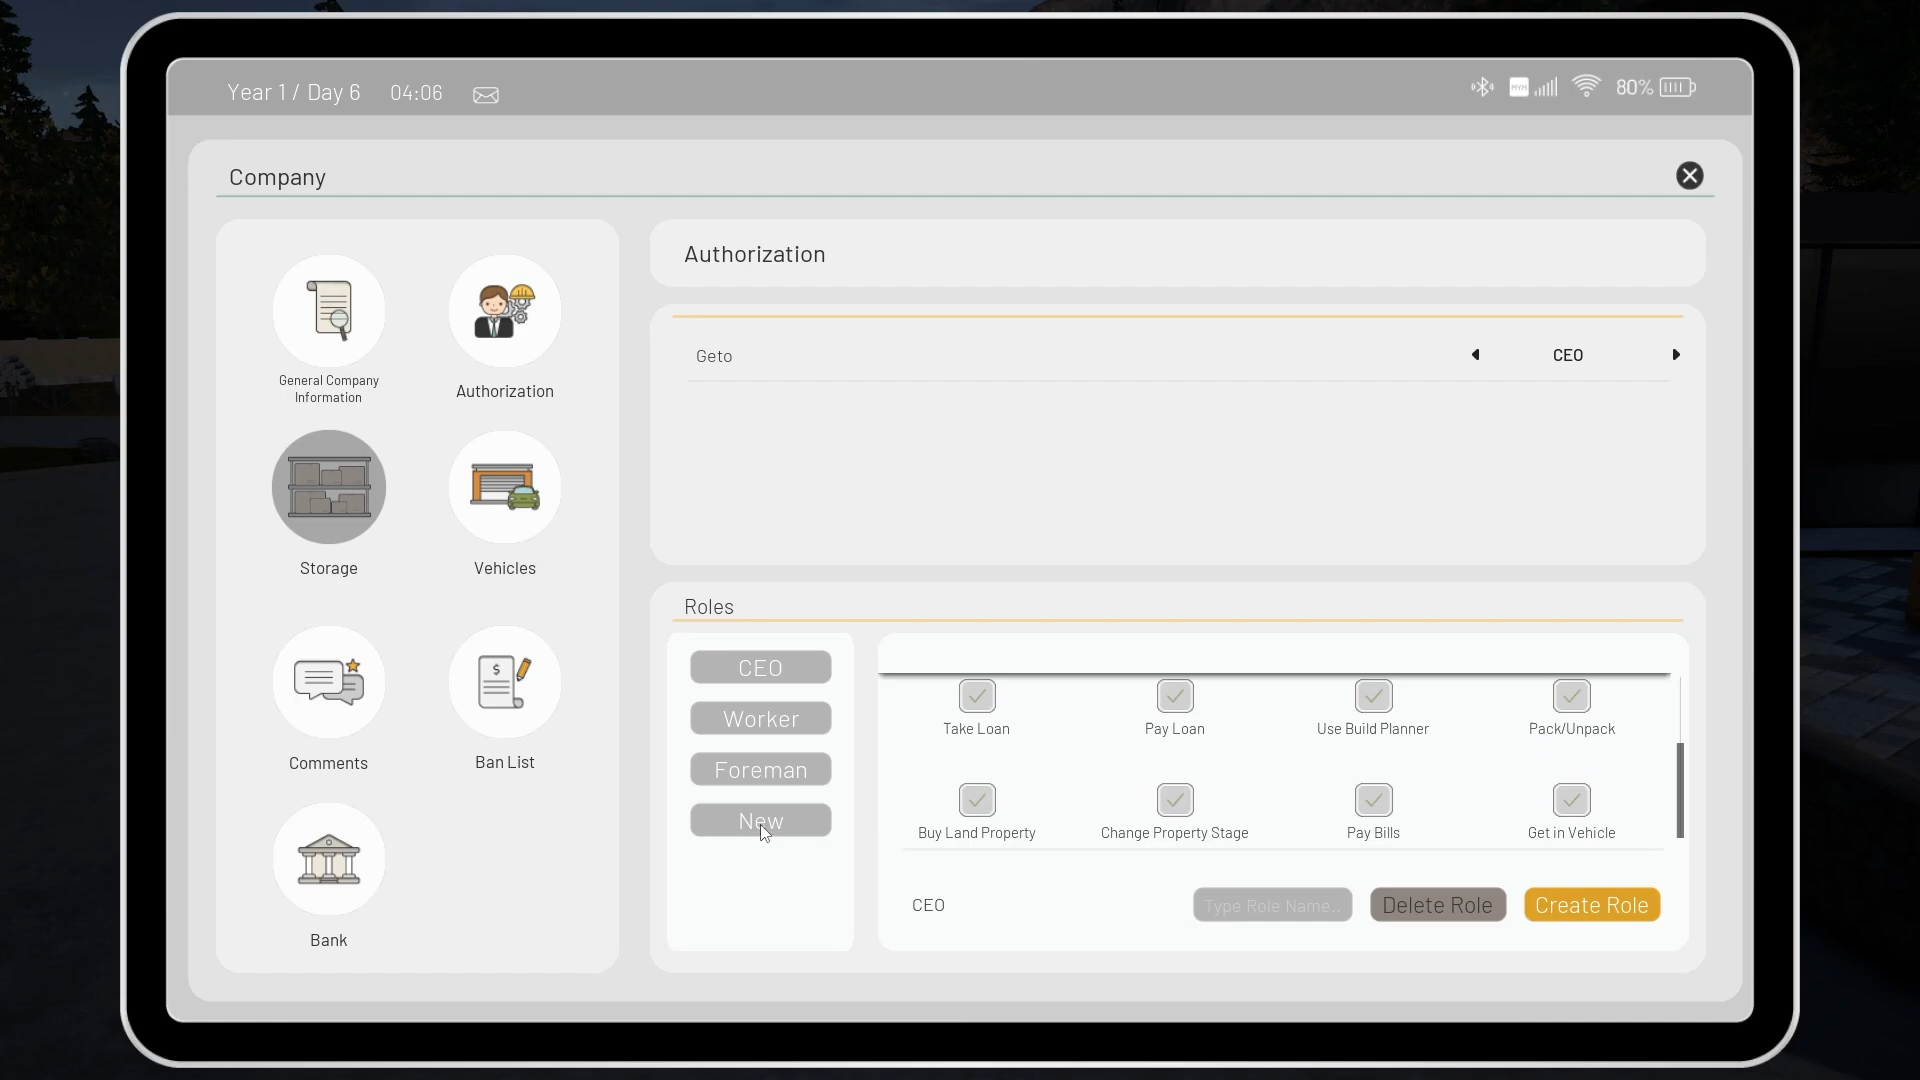 Year 1 / Day 6 04:06
MYM
80%
Company
General Company
Information
Authorization
Storage
Vehicles
Comments
Ban List
Bank
Authorization
Geto
CEO
Roles
CEO
Worker
Foreman
New
Take Loan
Pay Loan
Use Build Planner
Pack/Unpack
Buy Land Property
Change Property Stage
Pay Bills
Get in Vehicle
CEO
Type Role Name..
Delete Role
Create Role